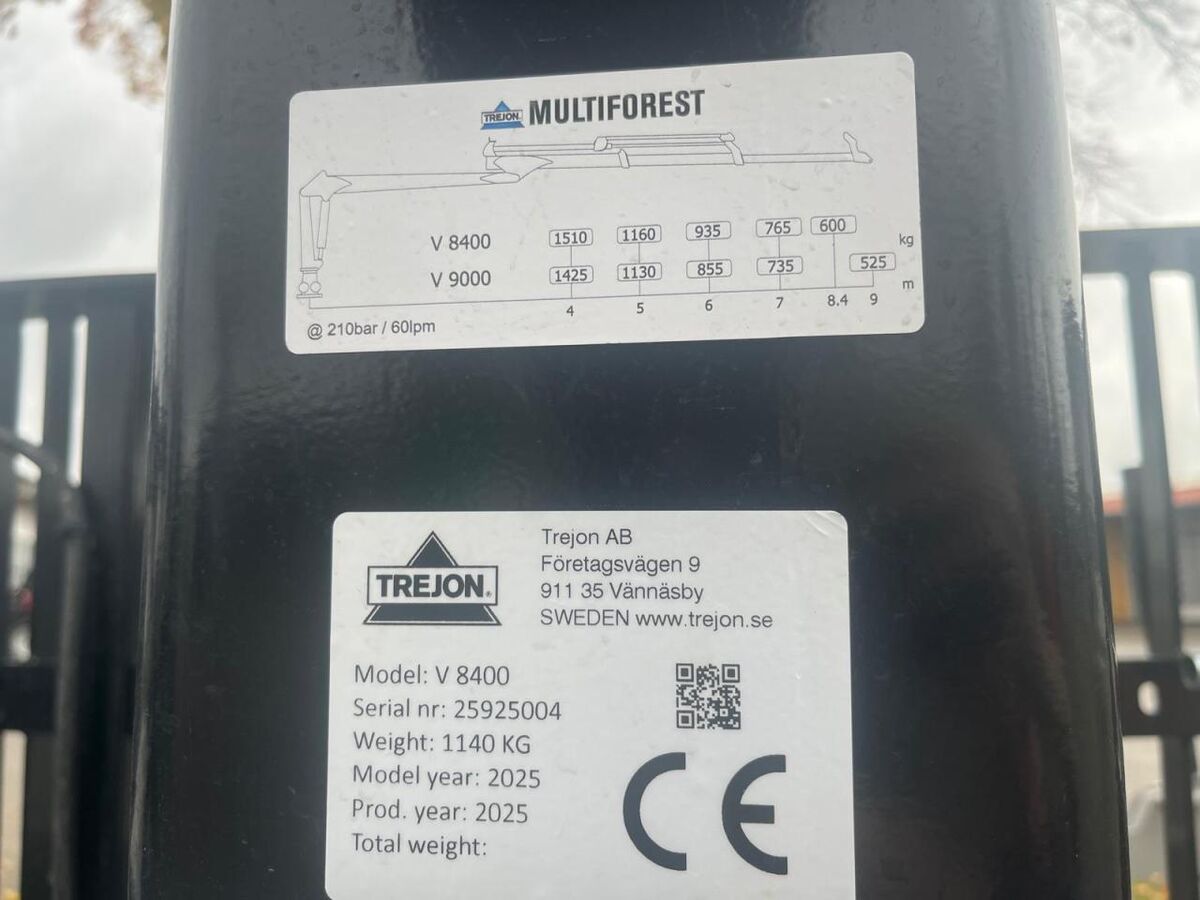 TREJON MULTIFOREST
V 8400 1510 1160 935 765 600 kg
V 9000 1425 1130 855 735 525 m
4 5 6 7 8.4 9
@ 210bar / 60lpm
TREJON®
Trejon AB
Företagsvägen 9
911 35 Vännäsby
SWEDEN www.trejon.se
Model: V 8400
Serial nr: 25925004
Weight: 1140 KG
Model year: 2025
Prod. year: 2025
Total weight:
CE